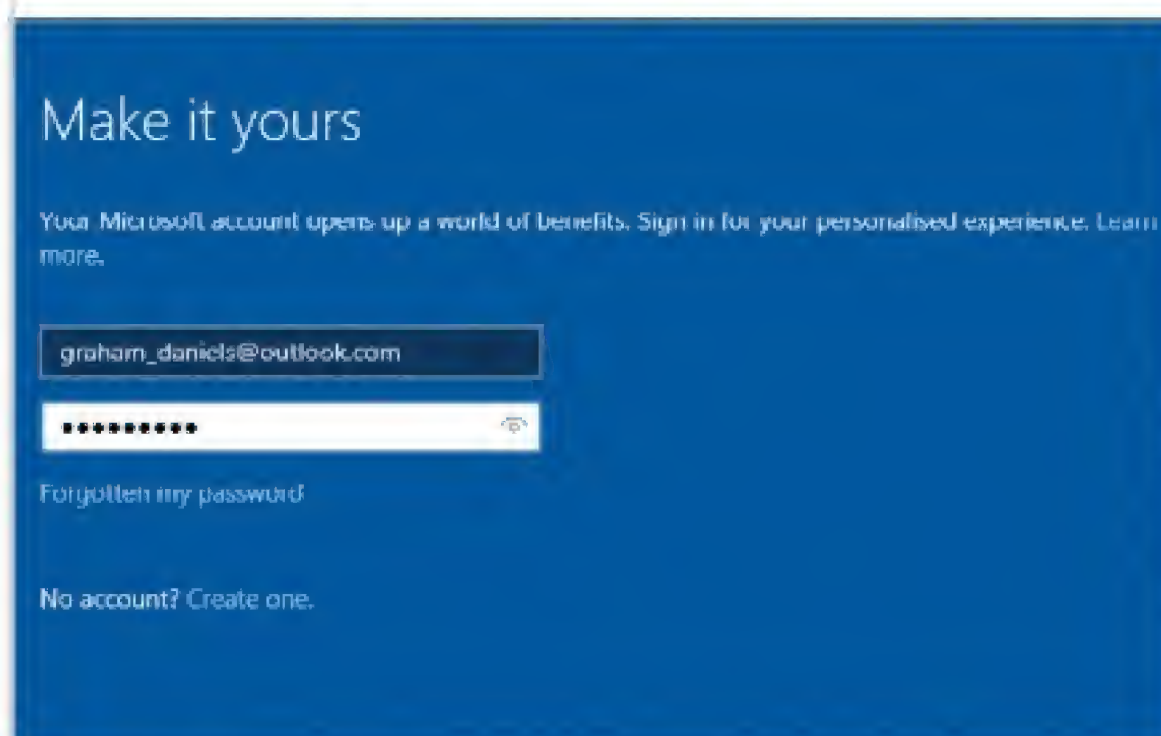 Make it yours
Your Microsoft account opens up a world of benefits. Sign in for your personalised experience. Learn
more.
graham_daniels@outlook.com
•••••••••
Forgotten my password
No account? Create one.